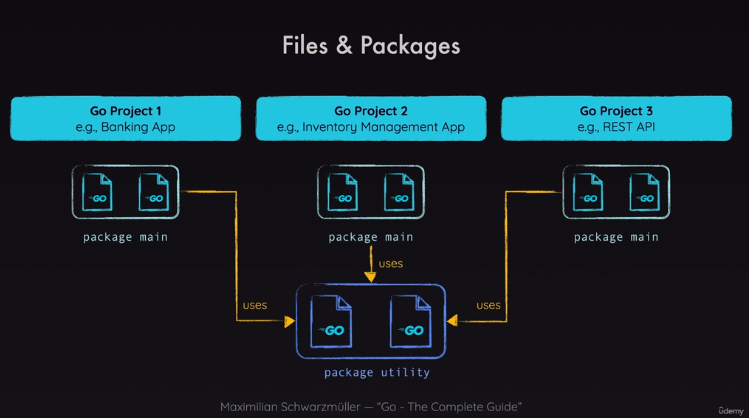 Files & Packages
Go Project 1
e.g., Banking App
Go Project 2
e.g., Inventory Management App
Go Project 3
e.g., REST API
GO
GO
GO
GO
GO
GO
package main
package main
package main
uses
uses
uses
GO
GO
package utility
Maximilian Schwarzmüller — “Go - The Complete Guide”
ûdemy